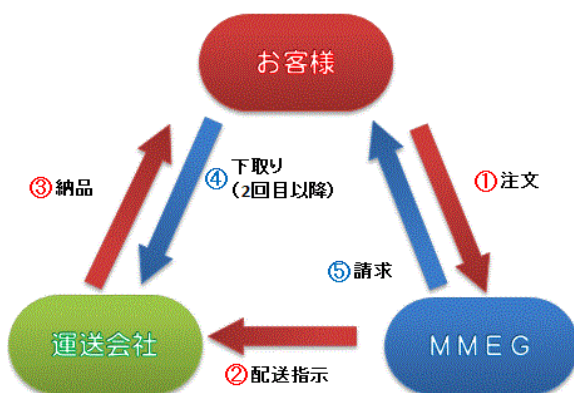 お客様
③納品
④下取り
(2回目以降)
①注文
⑤請求
運送会社
MMEG
②配送指示